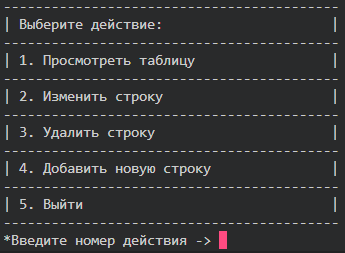 ------------------------------------------
| Выберите действие:                     |
------------------------------------------
| 1. Просмотреть таблицу                 |
------------------------------------------
| 2. Изменить строку                     |
------------------------------------------
| 3. Удалить строку                      |
------------------------------------------
| 4. Добавить новую строку               |
------------------------------------------
| 5. Выйти                               |
------------------------------------------
*Введите номер действия ->